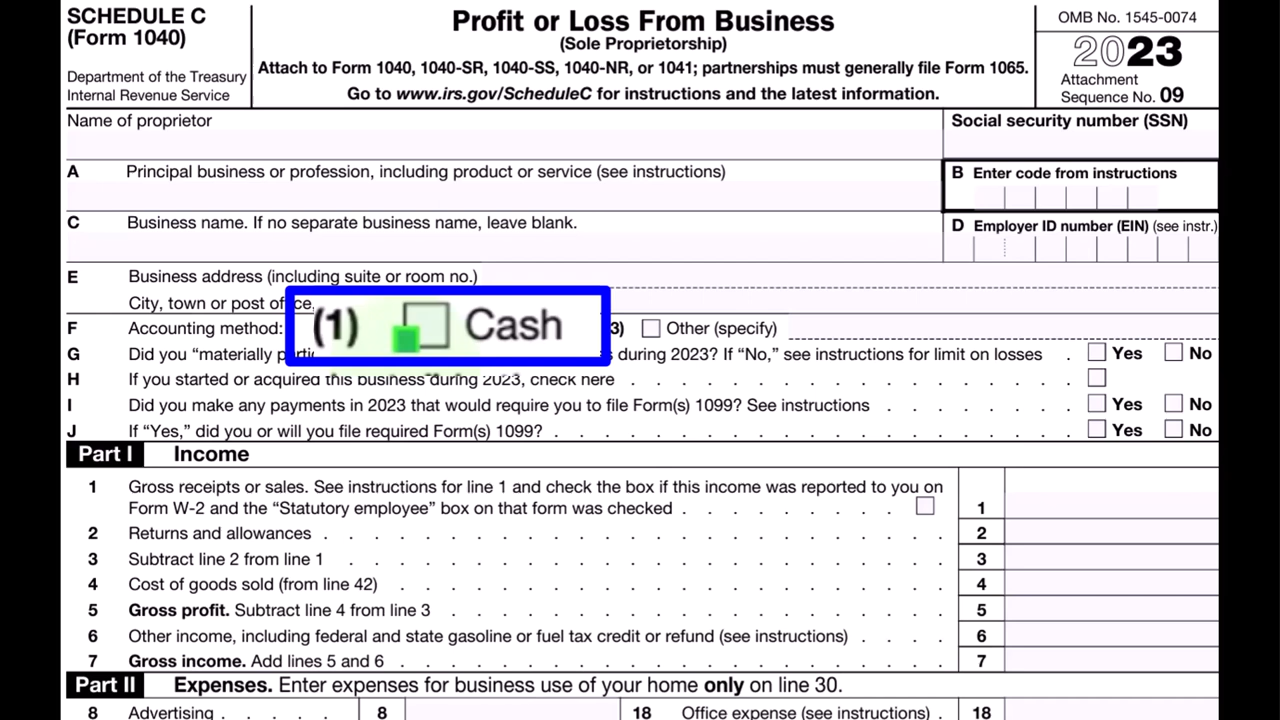 SCHEDULE C
(Form 1040)
Department of the Treasury
Internal Revenue Service
Profit or Loss From Business
(Sole Proprietorship)
Attach to Form 1040, 1040-SR, 1040-SS, 1040-NR, or 1041; partnerships must generally file Form 1065.
Go to www.irs.gov/ScheduleC for instructions and the latest information.
OMB No. 1545-0074
2023
Attachment
Sequence No. 09
Name of proprietor
Social security number (SSN)
A Principal business or profession, including product or service (see instructions)
B Enter code from instructions
C Business name. If no separate business name, leave blank.
D Employer ID number (EIN) (see instr.)
E Business address (including suite or room no.)
City, town or post office,
(1) Cash
F Accounting method: 3) Other (specify)
G Did you “materially during 2023? If “No,” see instructions for limit on losses . Yes No
H If you started or acquired this business during 2023, check here . . . . . . . . . . . . . . . . . .
I Did you make any payments in 2023 that would require you to file Form(s) 1099? See instructions . . . . . . . . Yes No
J If “Yes,” did you or will you file required Form(s) 1099? . . . . . . . . . . . . . . . . . . . . . Yes No
Part I Income
1 Gross receipts or sales. See instructions for line 1 and check the box if this income was reported to you on
Form W-2 and the “Statutory employee” box on that form was checked . . . . . . . . . 1
2 Returns and allowances . . . . . . . . . . . . . . . . . . . . . . . . 2
3 Subtract line 2 from line 1 . . . . . . . . . . . . . . . . . . . . . . . 3
4 Cost of goods sold (from line 42) . . . . . . . . . . . . . . . . . . . . . 4
5 Gross profit. Subtract line 4 from line 3 . . . . . . . . . . . . . . . . . . . 5
6 Other income, including federal and state gasoline or fuel tax credit or refund (see instructions) . . . . 6
7 Gross income. Add lines 5 and 6 . . . . . . . . . . . . . . . . . . . . . 7
Part II Expenses. Enter expenses for business use of your home only on line 30.
8 Advertising . . . . . 8 18 Office expense (see instructions) . 18